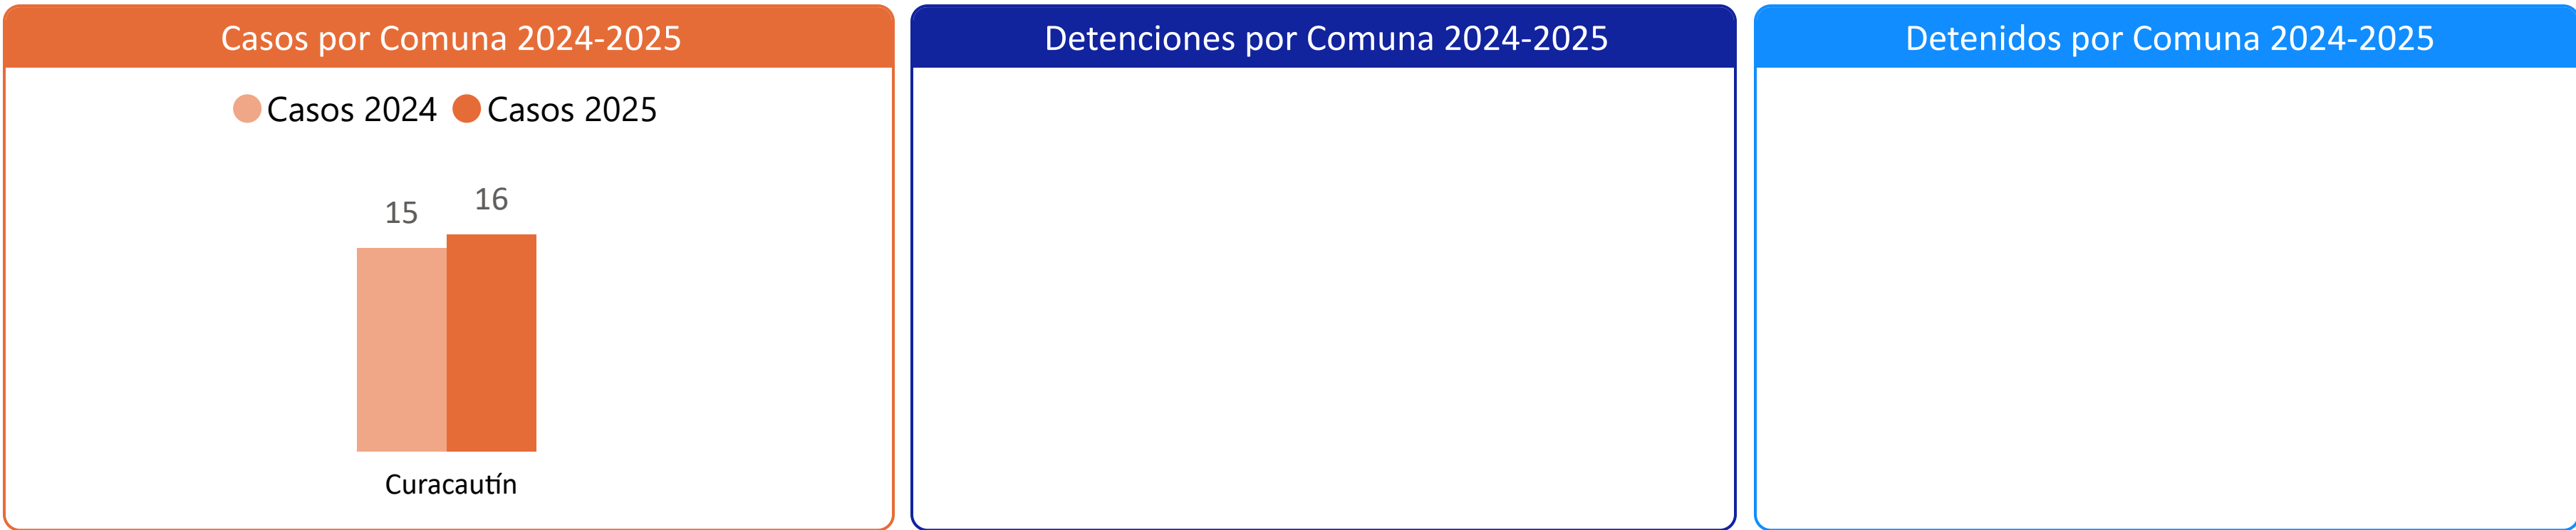 Casos por Comuna 2024-2025
Casos 2024 Casos 2025
15 16
Curacautín
Detenciones por Comuna 2024-2025
Detenidos por Comuna 2024-2025